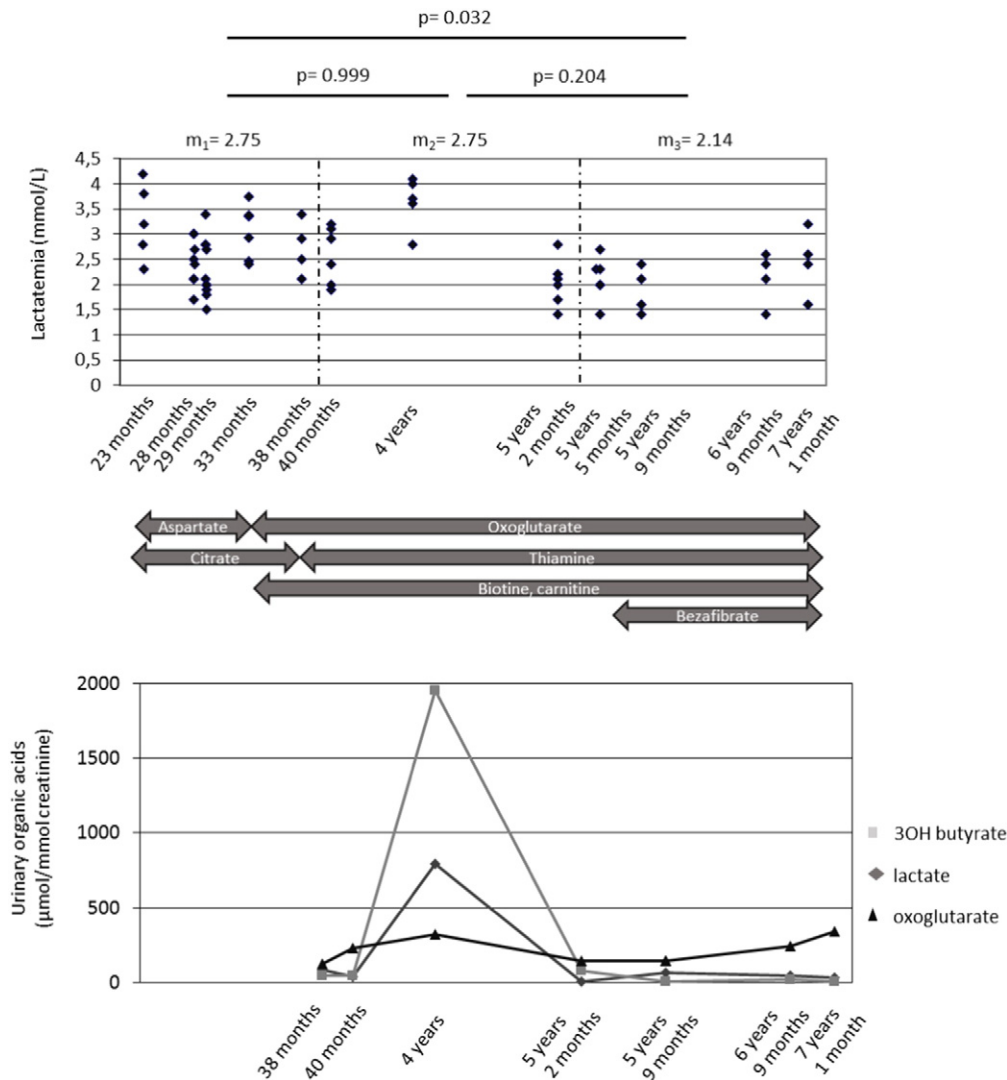 p= 0.032
p= 0.999 p= 0.204
m1= 2.75 m2= 2.75 m3= 2.14
Lactatemia (mmol/L)
4,5
4
3,5
3
2,5
2
1,5
1
0,5
0
23 months
28 months
29 months
33 months
38 months
40 months
4 years
5 years
2 months
5 years
5 months
5 years
9 months
6 years
9 months
7 years
1 month
Aspartate Oxoglutarate
Citrate Thiamine
Biotine, carnitine
Bezafibrate
Urinary organic acids
(µmol/mmol creatinine)
2000
1500
1000
500
0
3OH butyrate
lactate
oxoglutarate
38 months
40 months
4 years
5 years
2 months
5 years
9 months
6 years
9 months
7 years
1 month